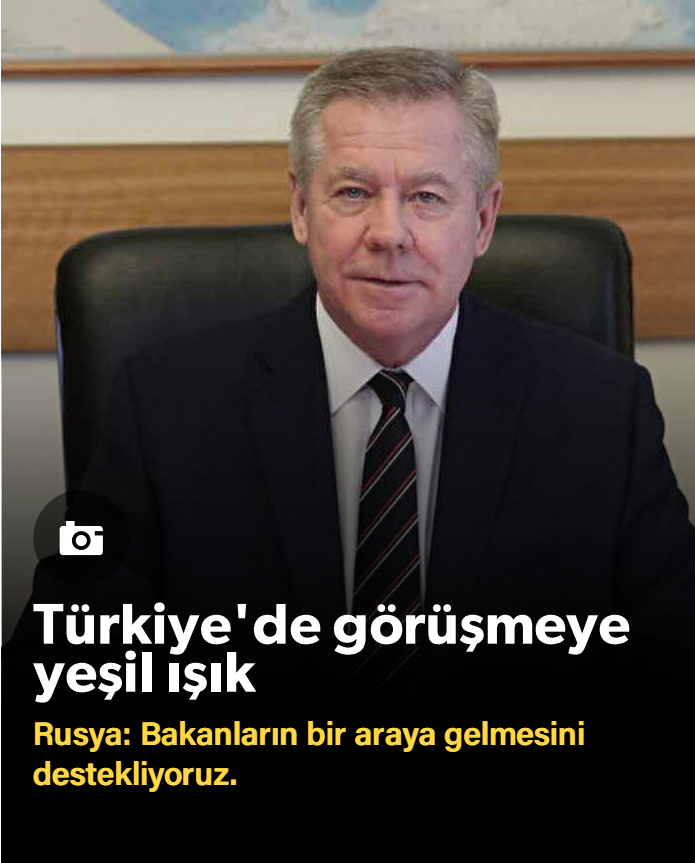 Türkiye'de görüşmeye
yeşil ışık
Rusya: Bakanların bir araya gelmesini
destekliyoruz.